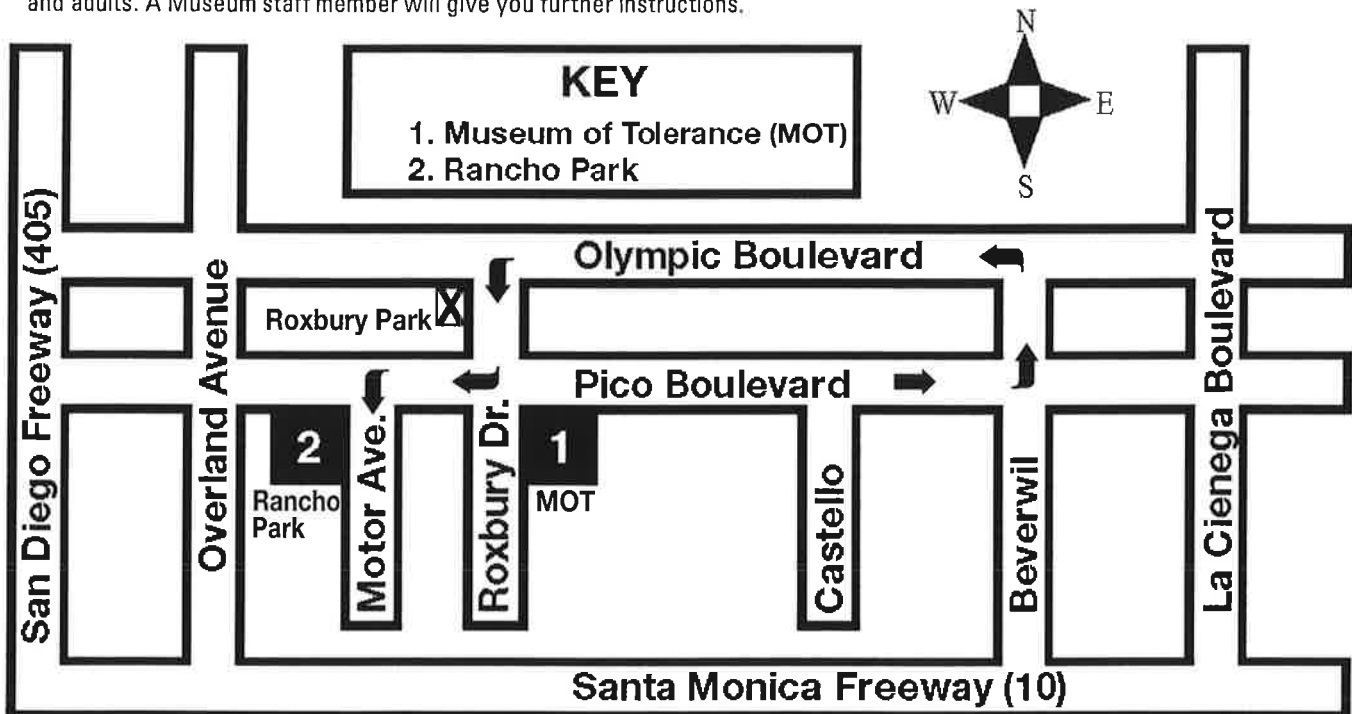 and adults. A Museum staff member will give you further instructions.
KEY
1. Museum of Tolerance (MOT)
2. Rancho Park
N
W
E
S
San Diego Freeway (405)
Overland Avenue
Olympic Boulevard
La Cienega Boulevard
Roxbury Park
X
Pico Boulevard
2
Rancho
Park
Motor Ave.
Roxbury Dr.
1
MOT
Castello
Beverwil
Santa Monica Freeway (10)